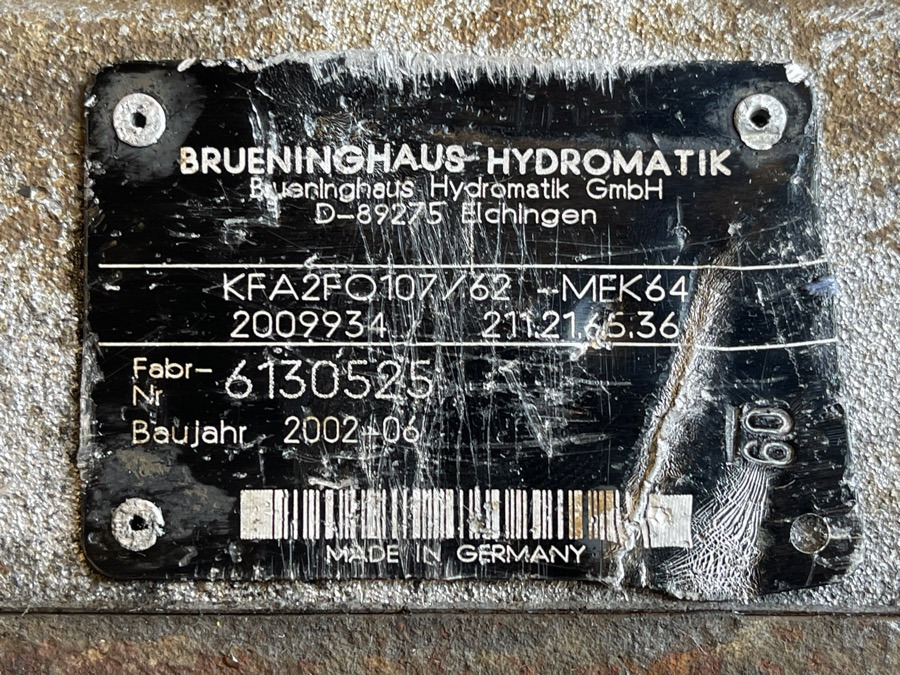 BRUENINGHAUS HYDROMATIK
Brueninghaus Hydromatik GmbH
D-89275 Elchingen
KFA2FO107/62 -MEK64
2009934 / 211.21.65.36
Fabr-Nr 6130525
Baujahr 2002-06
60
MADE IN GERMANY